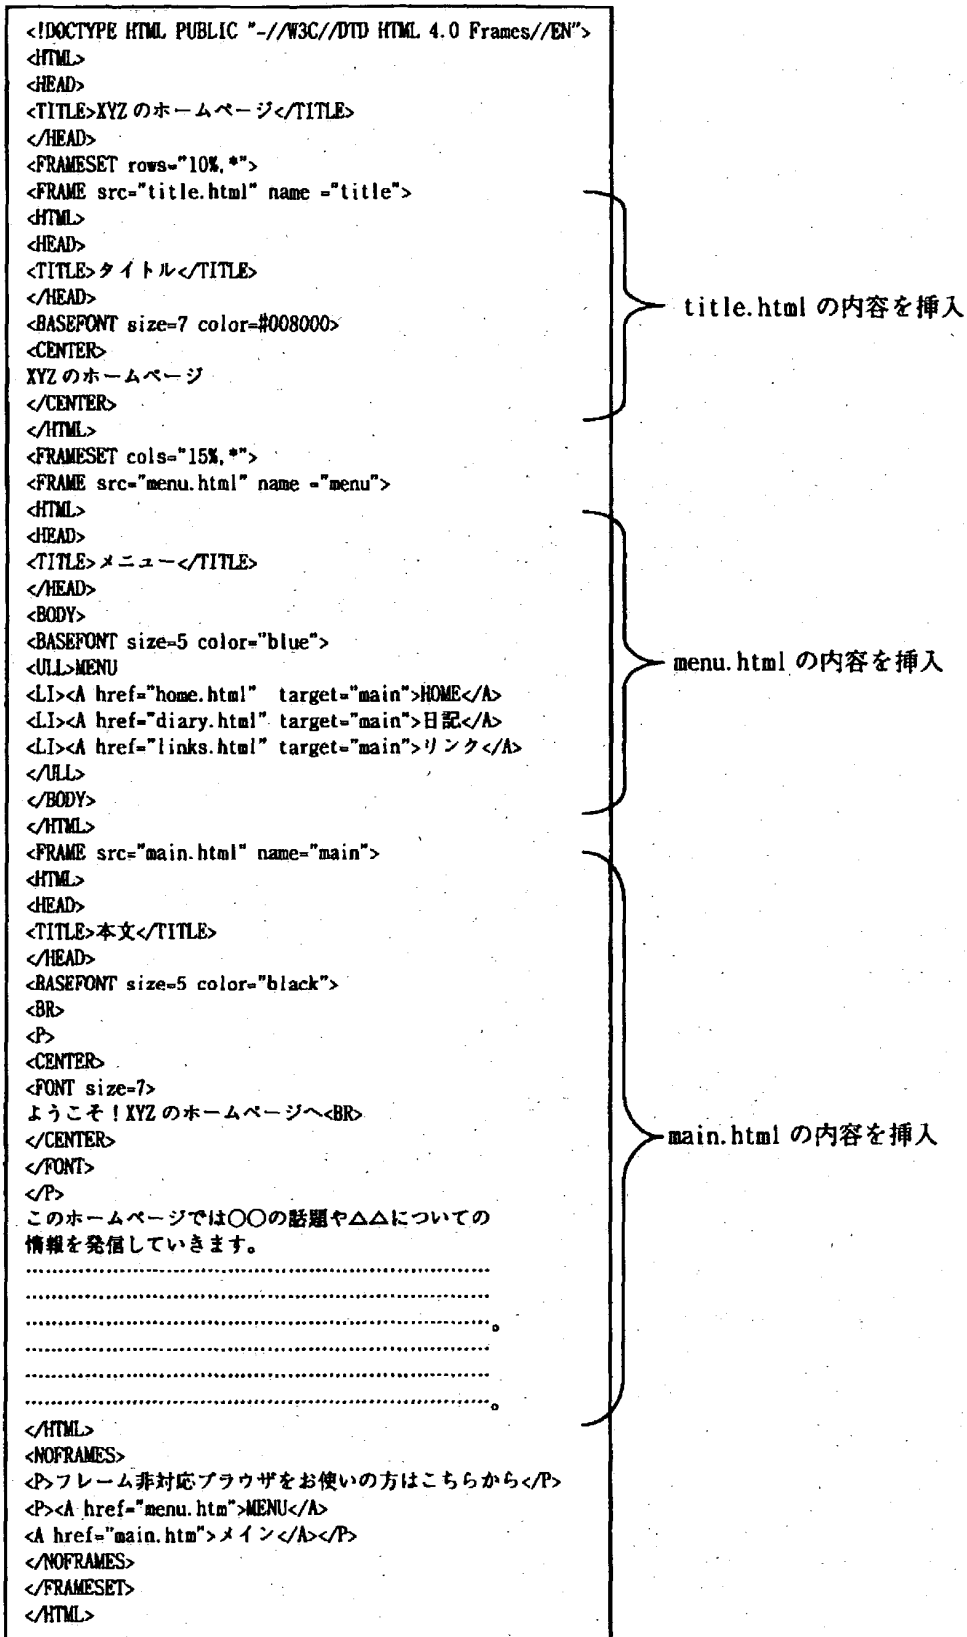 <!DOCTYPE HTML PUBLIC "-//W3C//DTD HTML 4.0 Frames//EN">
<HTML>
<HEAD>
<TITLE>XYZのホームページ</TITLE>
</HEAD>
<FRAMESET rows="10%,*">
<FRAME src="title.html" name ="title">
<HTML>
<HEAD>
<TITLE>タイトル</TITLE>
</HEAD>
<BASEFONT size=7 color=#008000>
<CENTER>
XYZのホームページ
</CENTER>
</HTML>
title.html の内容を挿入
<FRAMESET cols="15%,*">
<FRAME src="menu.html" name ="menu">
<HTML>
<HEAD>
<TITLE>メニュー</TITLE>
</HEAD>
<BODY>
<BASEFONT size=5 color="blue">
<ULL>MENU
<LI><A href="home.html" target="main">HOME</A>
<LI><A href="diary.html" target="main">日記</A>
<LI><A href="links.html" target="main">リンク</A>
</ULL>
</BODY>
</HTML>
menu.html の内容を挿入
<FRAME src="main.html" name="main">
<HTML>
<HEAD>
<TITLE>本文</TITLE>
</HEAD>
<BASEFONT size=5 color="black">
<BR>
<P>
<CENTER>
<FONT size=7>
ようこそ！XYZのホームページへ<BR>
</CENTER>
</FONT>
</P>
このホームページでは○○の話題や△△についての
情報を発信していきます。
……………………………………………………………
……………………………………………………………
……………………………………………………………。
……………………………………………………………
……………………………………………………………
……………………………………………………………。
</HTML>
main.html の内容を挿入
<NOFRAMES>
<P>フレーム非対応ブラウザをお使いの方はこちらから</P>
<P><A href="menu.htm">MENU</A>
<A href="main.htm">メイン</A></P>
</NOFRAMES>
</FRAMESET>
</HTML>